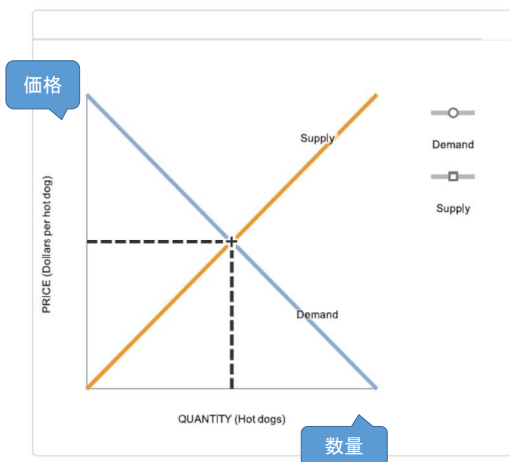 価格
Supply
Demand
Supply
PRICE (Dollars per hot dog)
Demand
QUANTITY (Hot dogs)
数量